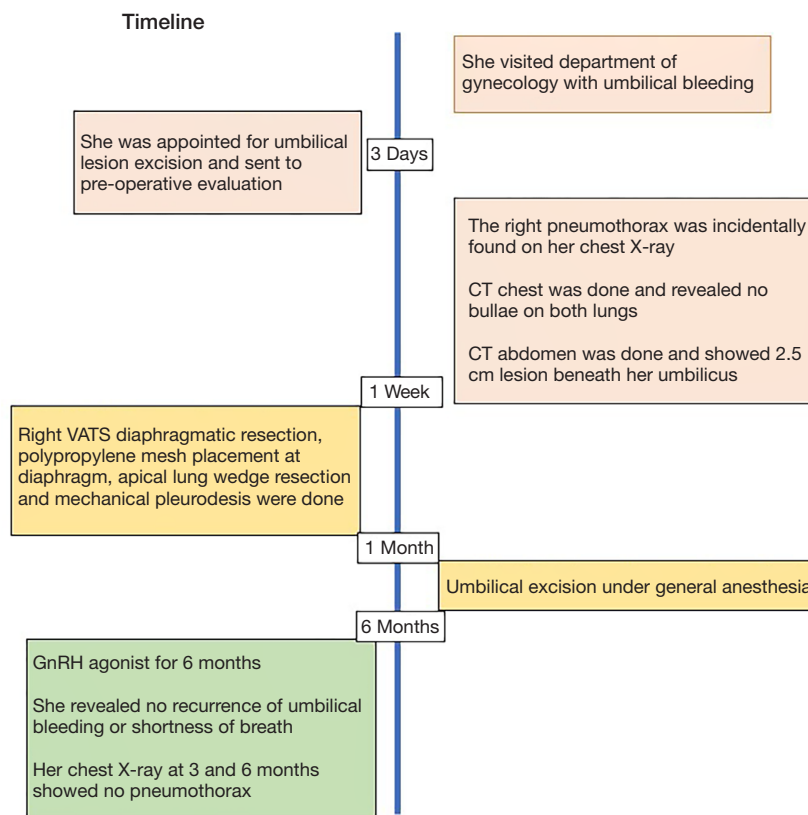 Timeline
She visited department of
gynecology with umbilical bleeding
She was appointed for umbilical
lesion excision and sent to
pre-operative evaluation
3 Days
The right pneumothorax was incidentally
found on her chest X-ray
CT chest was done and revealed no
bullae on both lungs
CT abdomen was done and showed 2.5
cm lesion beneath her umbilicus
1 Week
Right VATS diaphragmatic resection,
polypropylene mesh placement at
diaphragm, apical lung wedge resection
and mechanical pleurodesis were done
1 Month
Umbilical excision under general anesthesia
6 Months
GnRH agonist for 6 months
She revealed no recurrence of umbilical
bleeding or shortness of breath
Her chest X-ray at 3 and 6 months
showed no pneumothorax